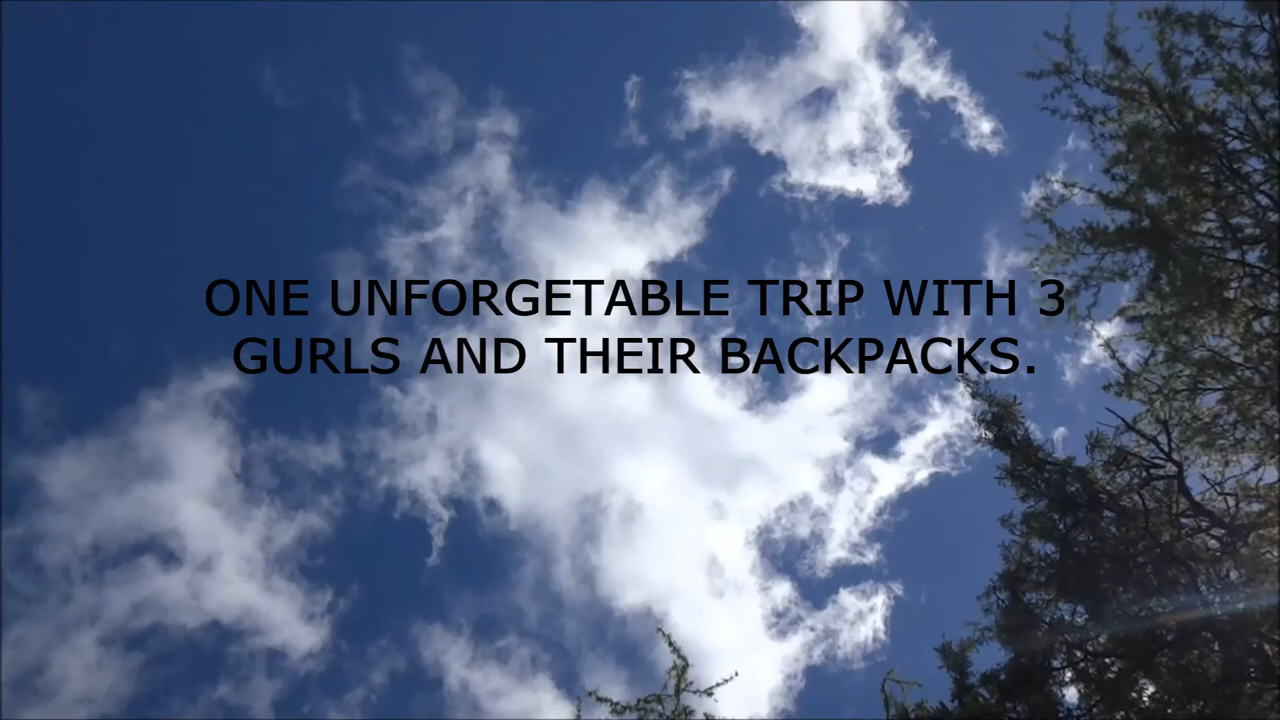 ONE UNFORGETABLE TRIP WITH 3
GURLS AND THEIR BACKPACKS.